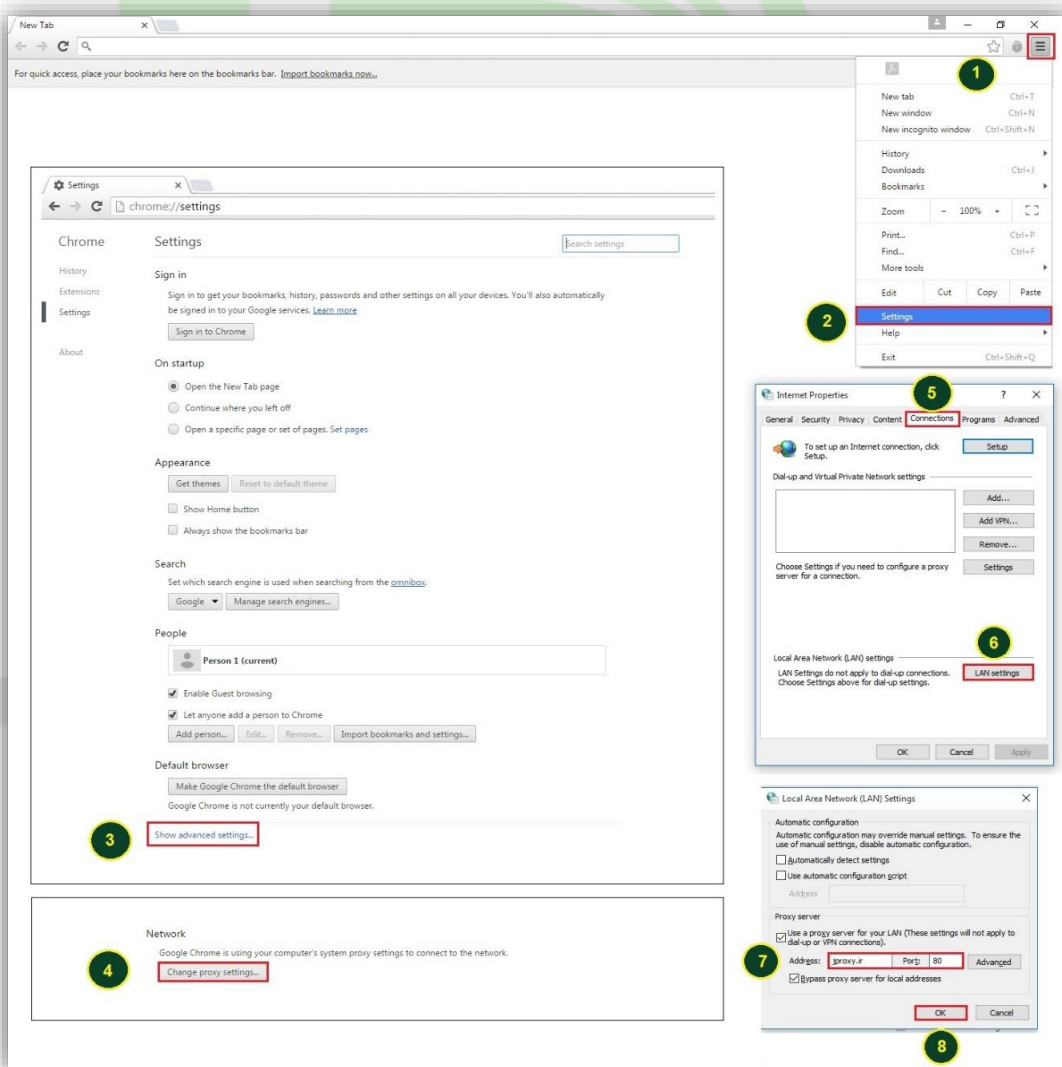 New Tab
For quick access, place your bookmarks here on the bookmarks bar. Import bookmarks now...
1
New tab Ctrl+T
New window Ctrl+N
New incognito window Ctrl+Shift+N
History
Downloads Ctrl+J
Bookmarks
Zoom - 100% +
Print... Ctrl+P
Find... Ctrl+F
More tools
Edit Cut Copy Paste
2
Settings
Help
Exit Ctrl+Shift+Q
Settings
chrome://settings
Chrome
History
Extensions
Settings
About
Settings
Search settings
Sign in
Sign in to get your bookmarks, history, passwords and other settings on all your devices. You'll also automatically
be signed in to your Google services. Learn more
Sign in to Chrome
On startup
Open the New Tab page
Continue where you left off
Open a specific page or set of pages. Set pages
Appearance
Get themes Reset to default theme
Show Home button
Always show the bookmarks bar
Search
Set which search engine is used when searching from the omnibox.
Google Manage search engines...
People
Person 1 (current)
Enable Guest browsing
Let anyone add a person to Chrome
Add person... Edit... Remove... Import bookmarks and settings...
Default browser
Make Google Chrome the default browser
Google Chrome is not currently your default browser.
3
Show advanced settings...
Network
Google Chrome is using your computer's system proxy settings to connect to the network.
4
Change proxy settings...
5
Internet Properties ?
General Security Privacy Content Connections Programs Advanced
To set up an Internet connection, click
Setup.
Setup
Dial-up and Virtual Private Network settings
Add...
Add VPN...
Remove...
Choose Settings if you need to configure a proxy
server for a connection.
Settings
6
Local Area Network (LAN) settings
LAN Settings do not apply to dial-up connections.
Choose Settings above for dial-up settings.
LAN settings
OK Cancel Apply
Local Area Network (LAN) Settings
Automatic configuration
Automatic configuration may override manual settings. To ensure the
use of manual settings, disable automatic configuration.
Automatically detect settings
Use automatic configuration script
Address
Proxy server
Use a proxy server for your LAN (These settings will not apply to
dial-up or VPN connections).
7
Address: jproxy.ir Port: 80 Advanced
Bypass proxy server for local addresses
OK Cancel
8